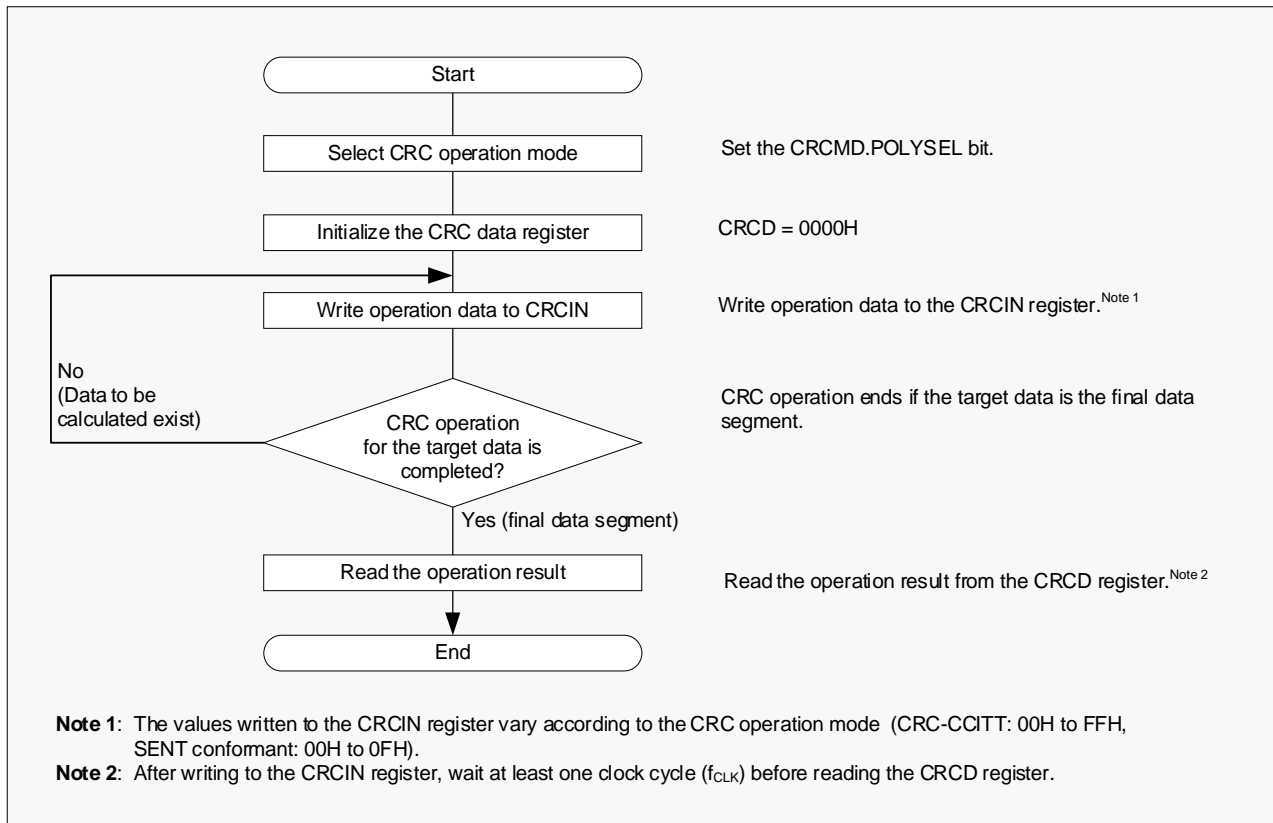 Start
Select CRC operation mode
Set the CRCMD.POLYSEL bit.
Initialize the CRC data register
CRCD = 0000H
Write operation data to CRCIN
Write operation data to the CRCIN register.Note 1
No
(Data to be
calculated exist)
CRC operation
for the target data is
completed?
CRC operation ends if the target data is the final data
segment.
Yes (final data segment)
Read the operation result
Read the operation result from the CRCD register.Note 2
End
Note 1: The values written to the CRCIN register vary according to the CRC operation mode (CRC-CCITT: 00H to FFH,
SENT conformant: 00H to 0FH).
Note 2: After writing to the CRCIN register, wait at least one clock cycle (fCLK) before reading the CRCD register.